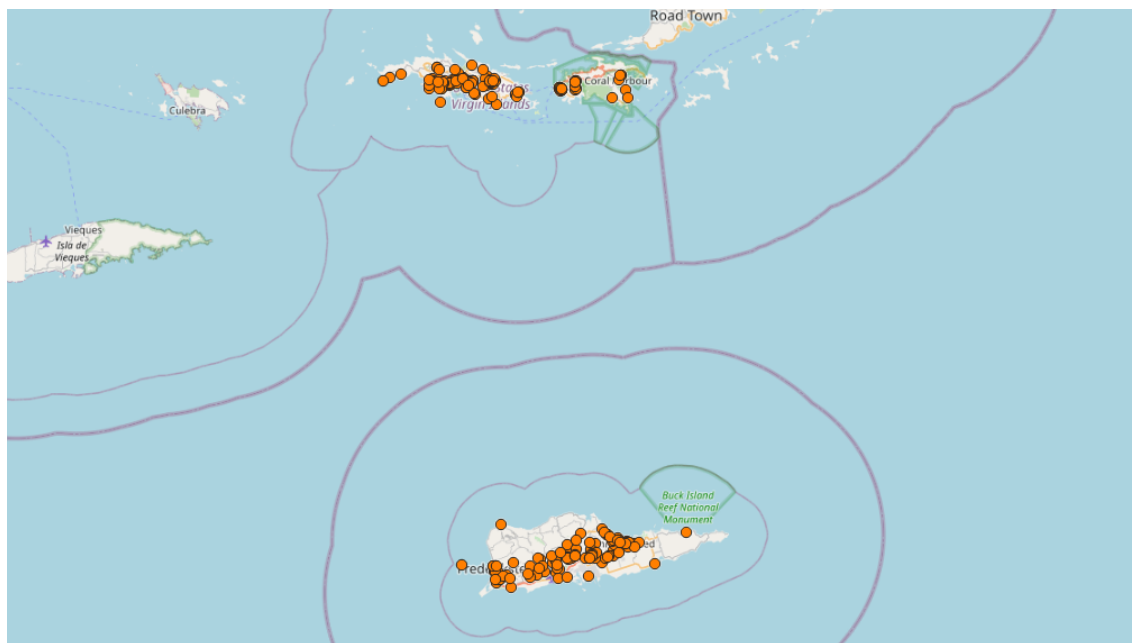 Road Town
Coral Harbour
Culebra
Virgin Islands
Vieques
Isla de
Vieques
Buck Island
Reef National
Monument